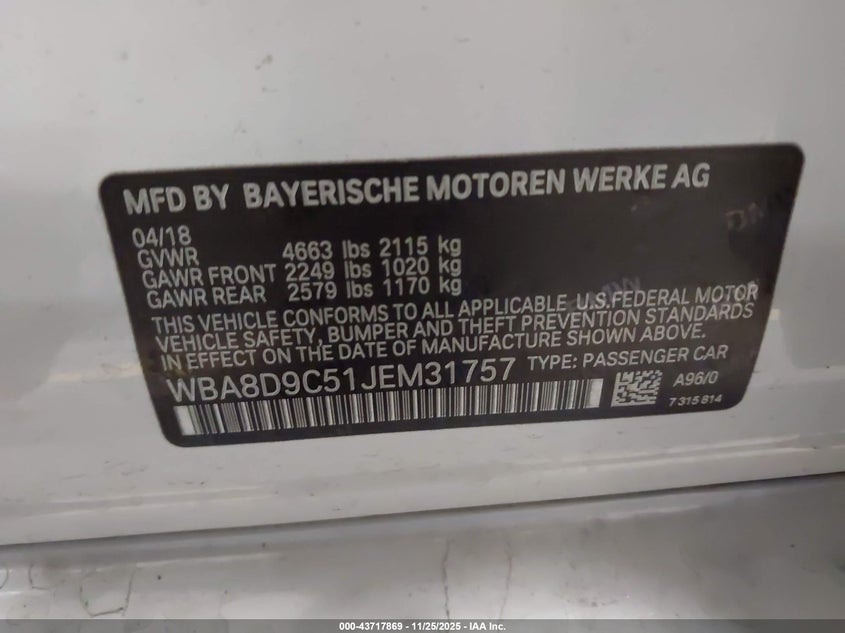 MFD BY BAYERISCHE MOTOREN WERKE AG
04/18
GVWR 4663 lbs 2115 kg
GAWR FRONT 2249 lbs 1020 kg
GAWR REAR 2579 lbs 1170 kg
THIS VEHICLE CONFORMS TO ALL APPLICABLE U.S.FEDERAL MOTOR
VEHICLE SAFETY, BUMPER AND THEFT PREVENTION STANDARDS
IN EFFECT ON THE DATE OF MANUFACTURE SHOWN ABOVE.
WBA8D9C51JEM31757 TYPE: PASSENGER CAR
A96/0
7 315 814
000-43717869 — 11/25/2025 — IAA Inc.